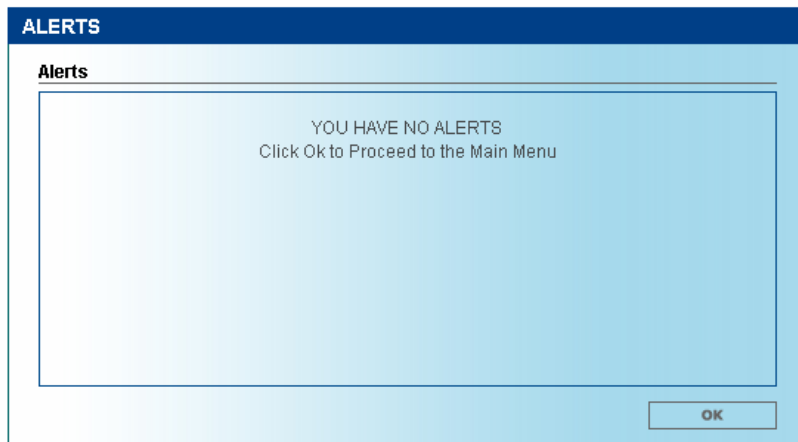 ALERTS
Alerts
YOU HAVE NO ALERTS
Click Ok to Proceed to the Main Menu
OK